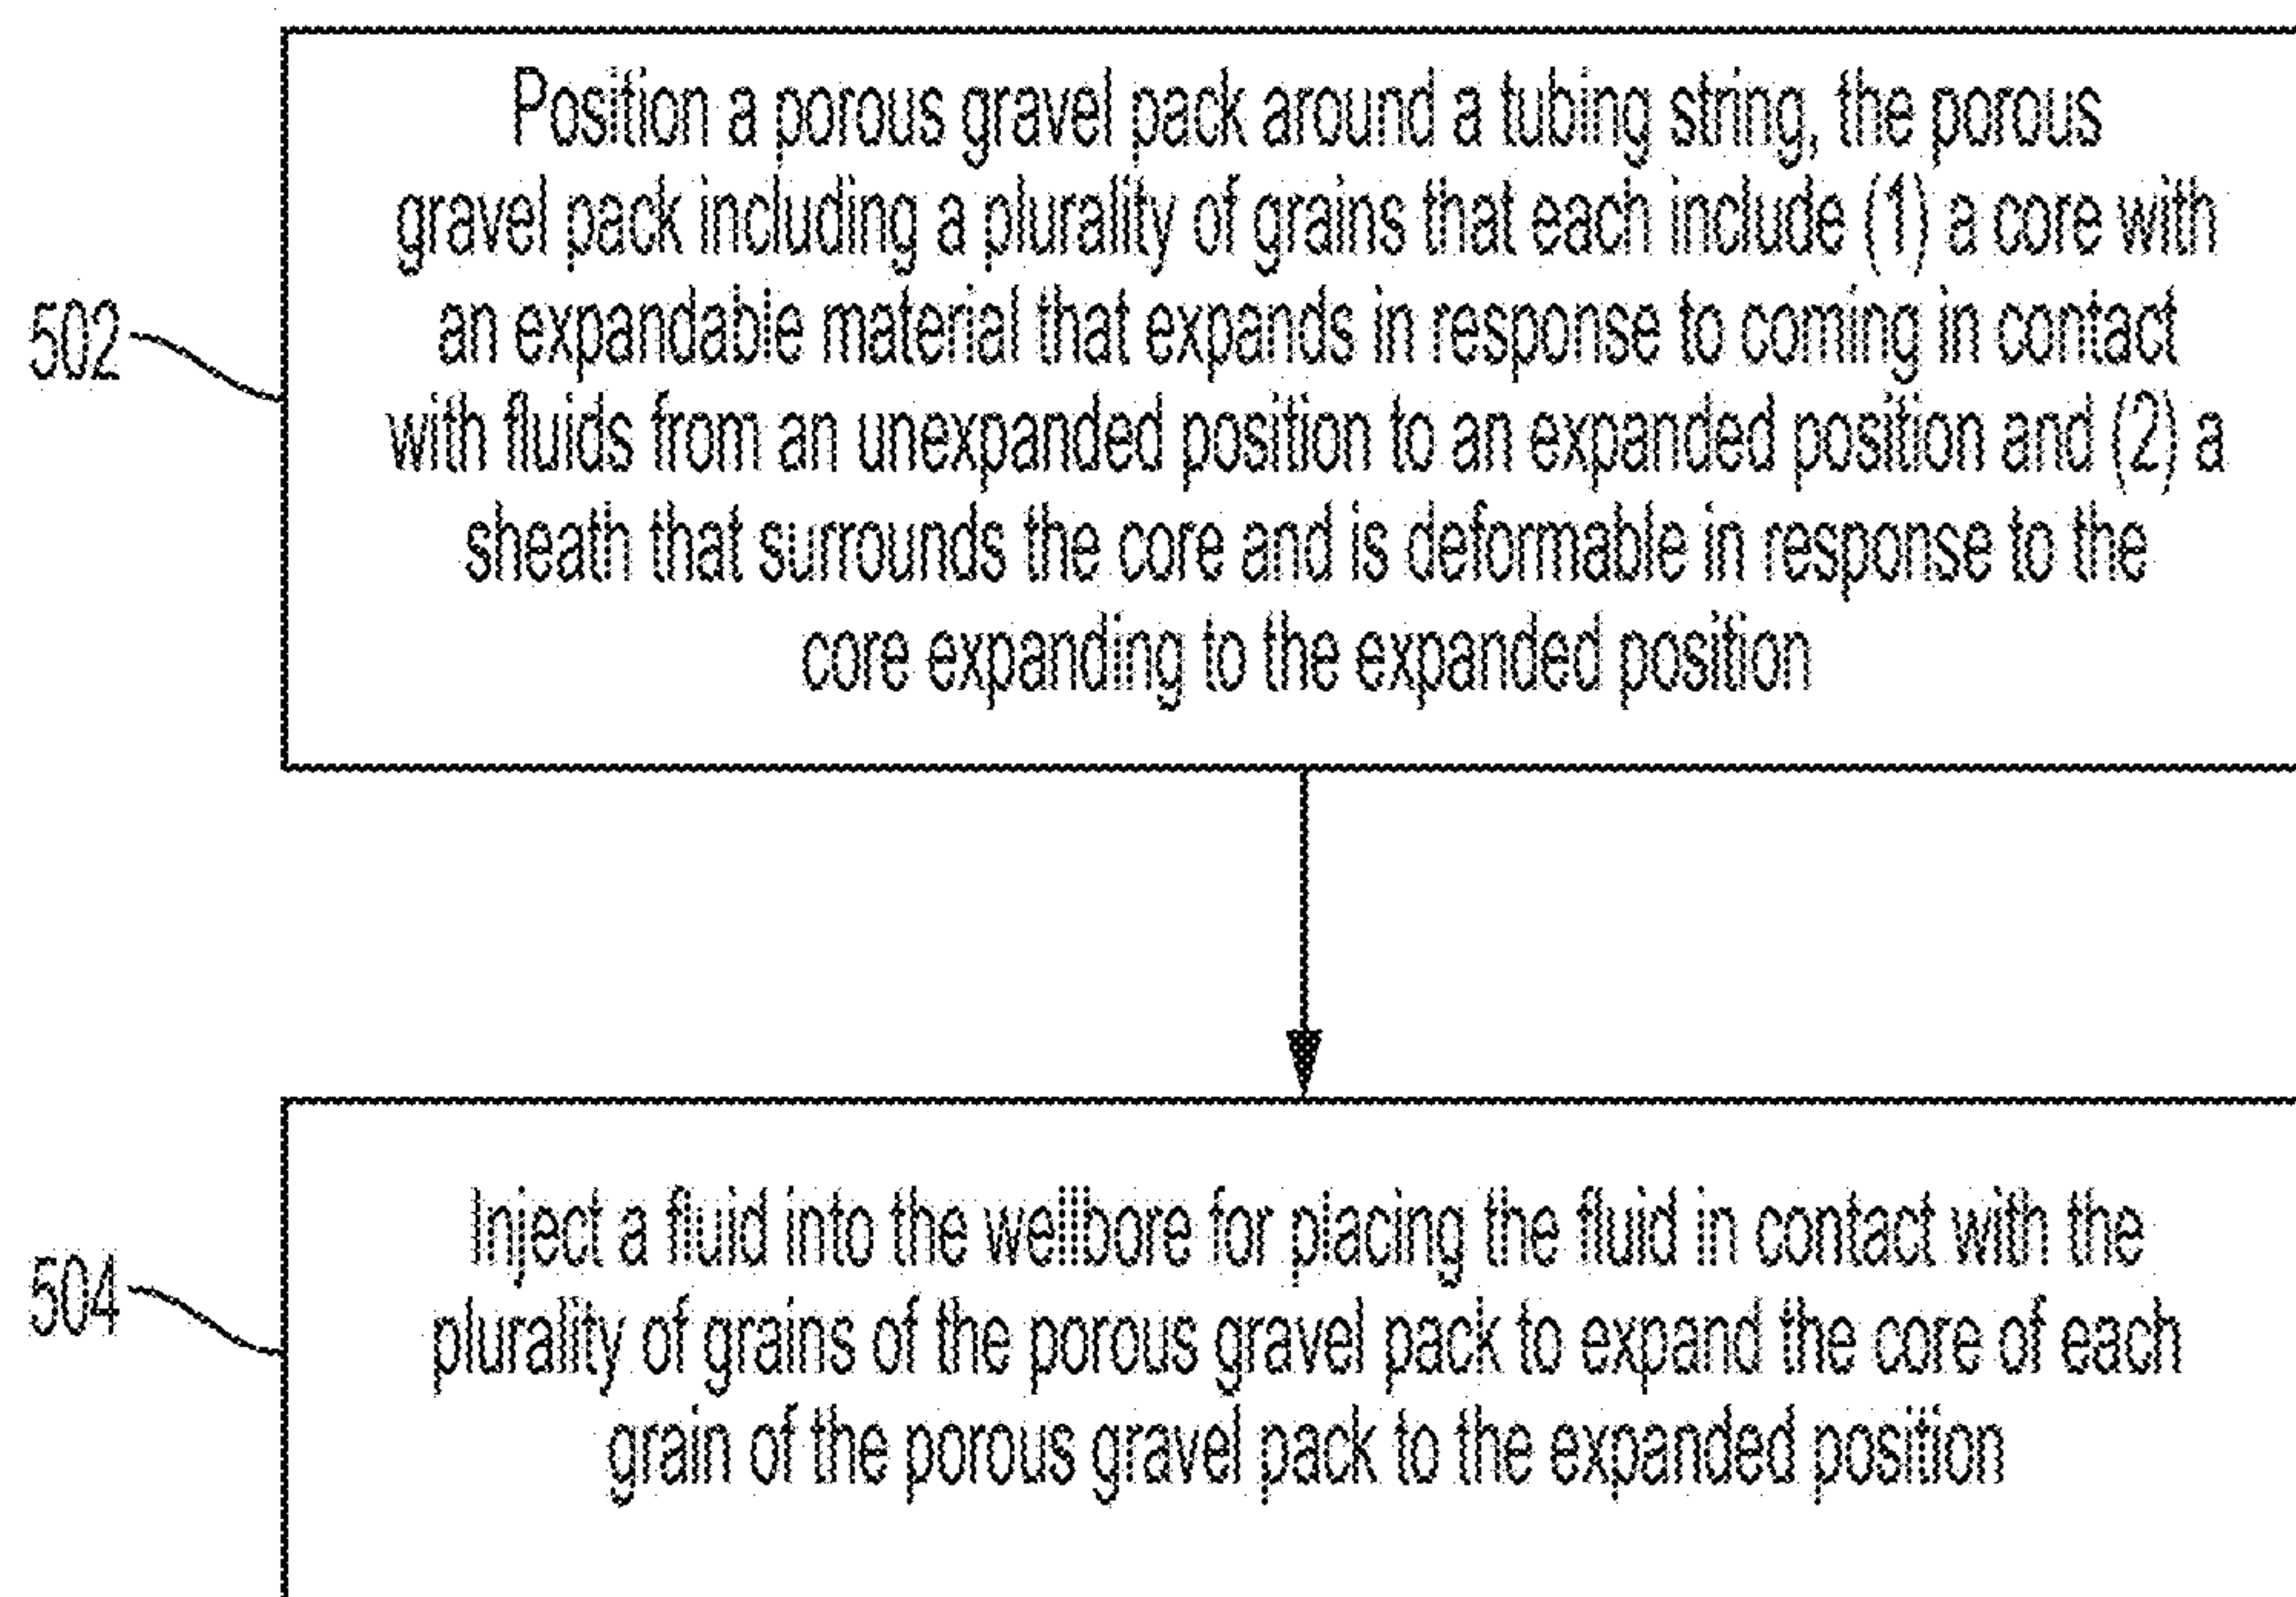 Position a porous gravel pack around a tubing string, the porous
gravel pack including a plurality of grains that each include (1) a core with
an expandable material that expands in response to coming in contact
502
with fluids from an unexpanded position to an expanded position and (2) a
sheath that surrounds the core and is deformable in response to the
core expanding to the expanded position
Inject a fluid into the wellbore for placing the fluid in contact with the
504
plurality of grains of the porous gravel pack to expand the core of each
grain of the porous gravel pack to the expanded position